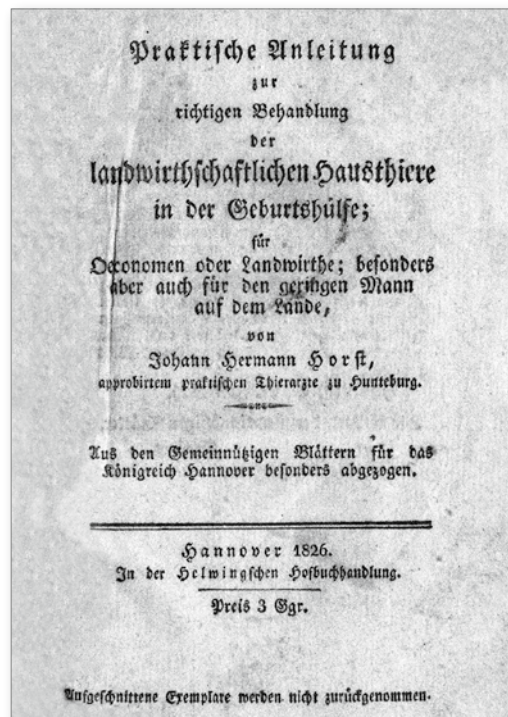 Praktische Anleitung
zur
richtigen Behandlung
der
landwirthschaftlichen Hausthiere
in der Geburtshülfe;
für
Oeconomen oder Landwirthe; besonders
aber auch für den geringen Mann
auf dem Lande,
von
Johann Hermann Horst,
approbirtem praktischen Thierarzte zu Hunteburg.
Aus den Gemeinnützigen Blättern für das
Königreich Hannover besonders abgezogen.
Hannover 1826.
In der Helwingschen Hofbuchhandlung.
Preis 3 Ggr.
Aufgeschnittene Exemplare werden nicht zurückgenommen.